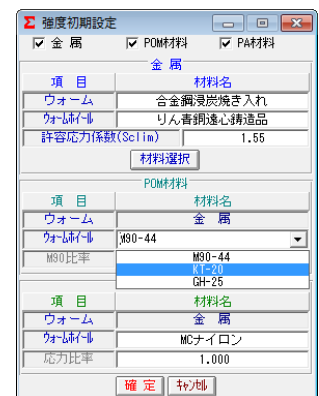 Σ 強度初期設定
金 属 POM材料 PA材料
金 属
項 目 材料名
ウォーム 合金鋼浸炭焼き入れ
ウォームホイール りん青銅遠心鋳造品
許容応力係数(Sclim) 1.55
材料選択
POM材料
項 目 材料名
ウォーム 金 属
ウォームホイール M90-44
M90比率 M90-44
KT-20
GH-25
項 目 材料名
ウォーム 金 属
ウォームホイール MCナイロン
応力比率 1.000
確 定 キャンセル